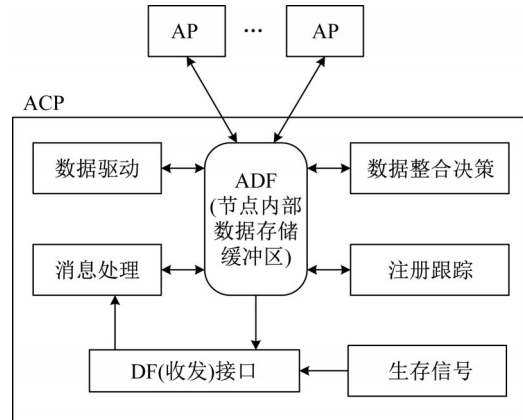 AP … AP
ACP
数据驱动
ADF
(节点内部
数据存储
缓冲区)
数据整合决策
消息处理
注册跟踪
DF(收发)接口
生存信号